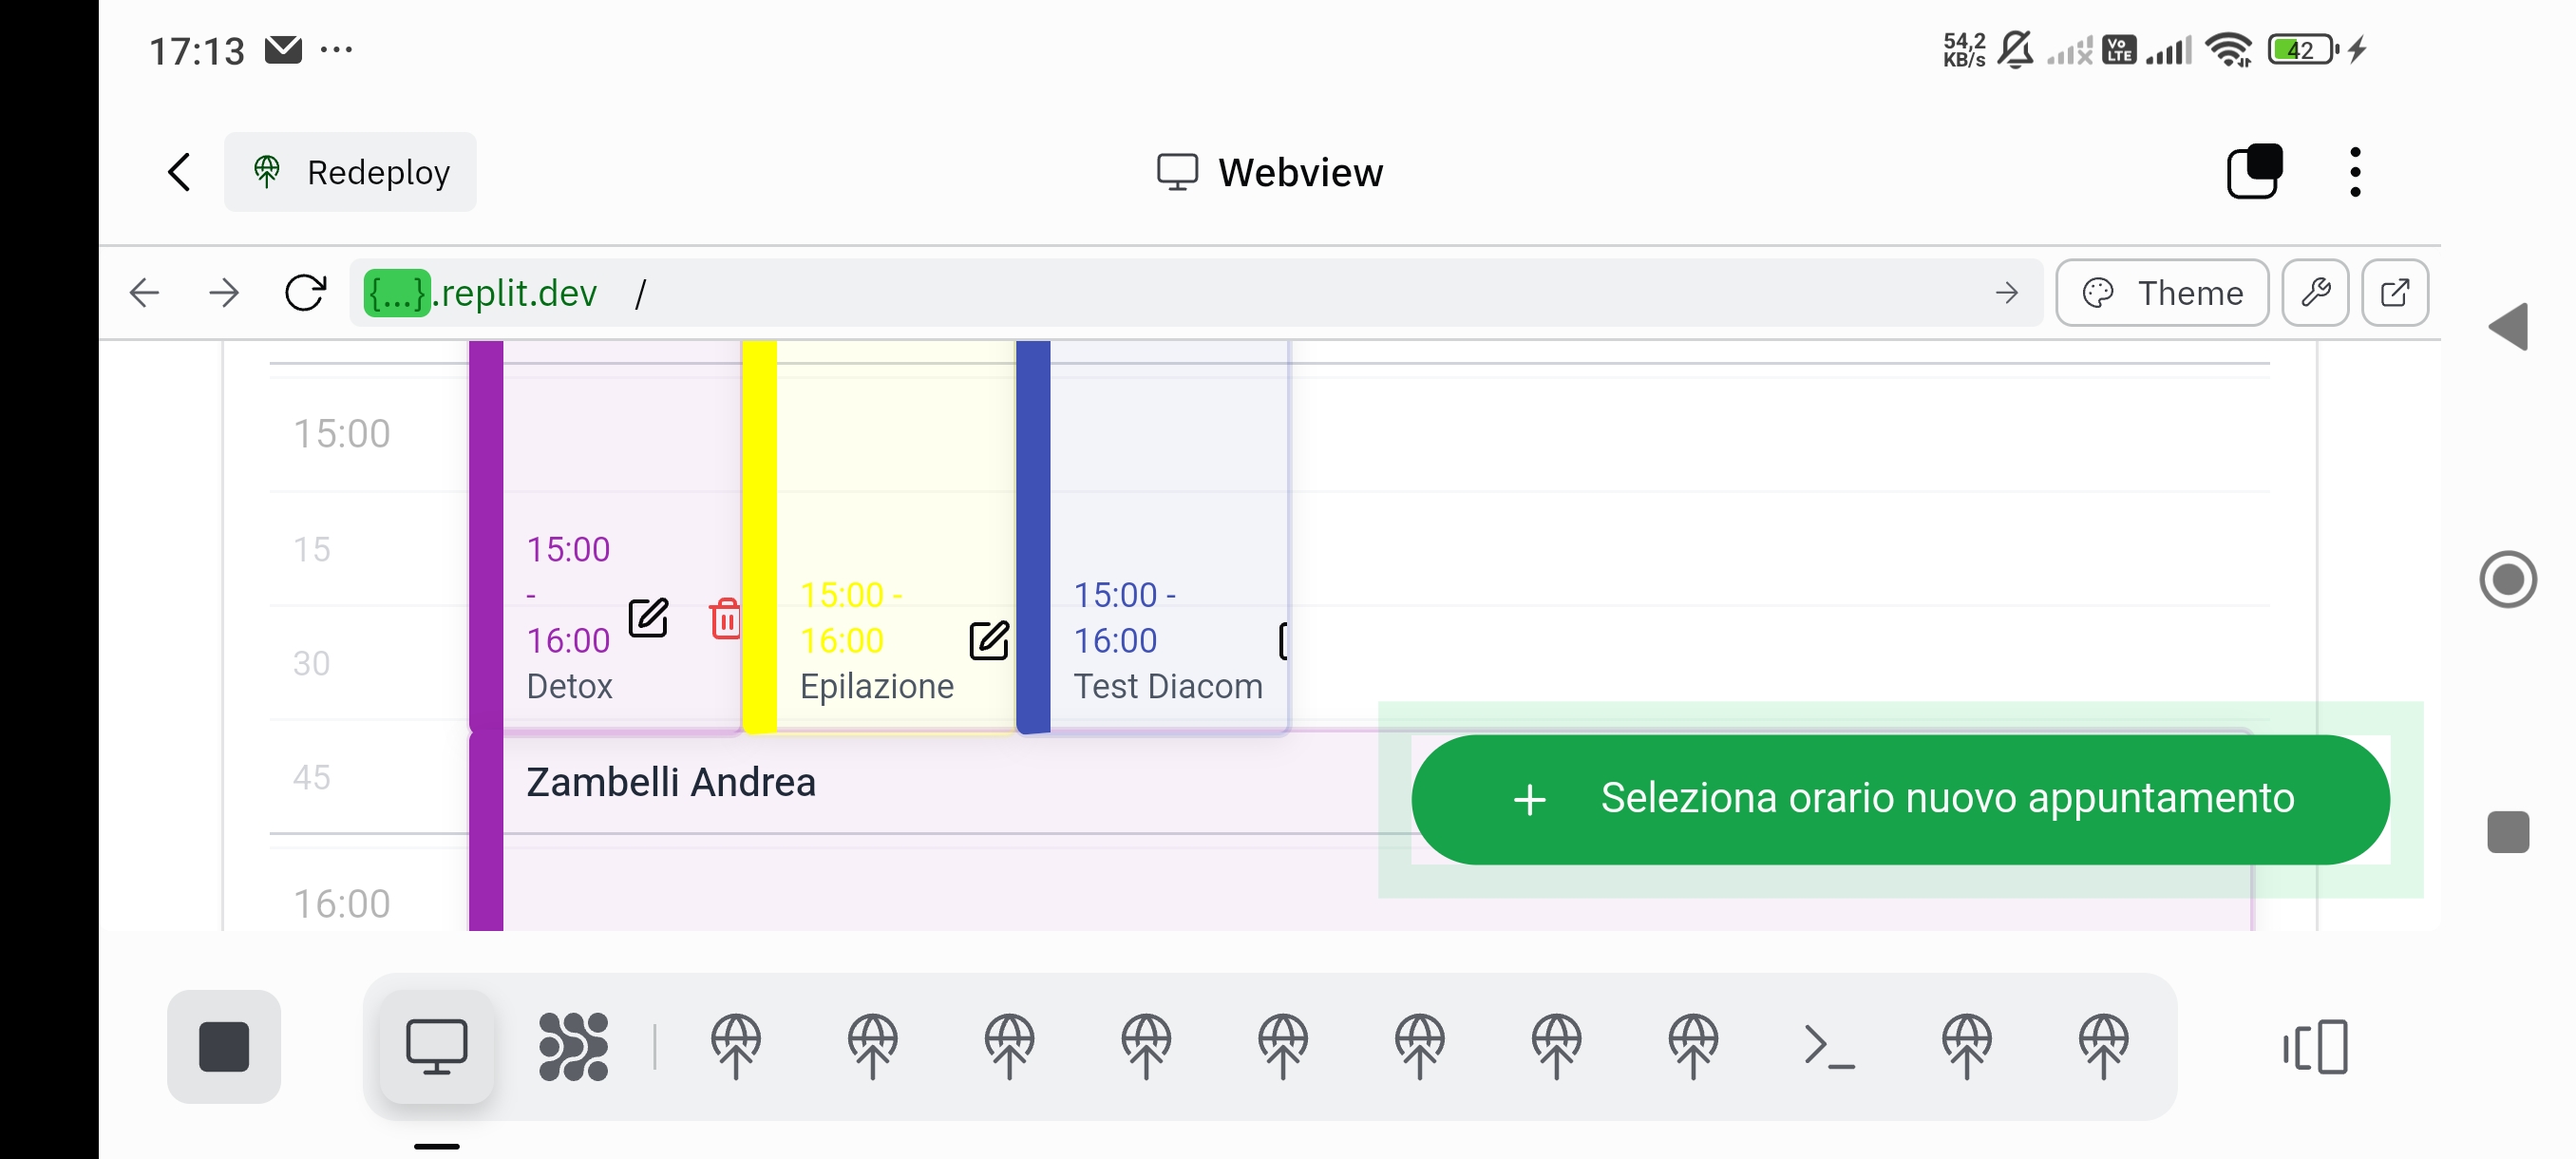 17:13 ...
54,2
KB/s
Vo
LTE
42
Redeploy
Webview
{...}.replit.dev /
Theme
15:00
15
30
45
16:00
15:00
-
16:00
Detox
15:00 -
16:00
Epilazione
15:00 -
16:00
Test Diacom
Zambelli Andrea
+ Seleziona orario nuovo appuntamento